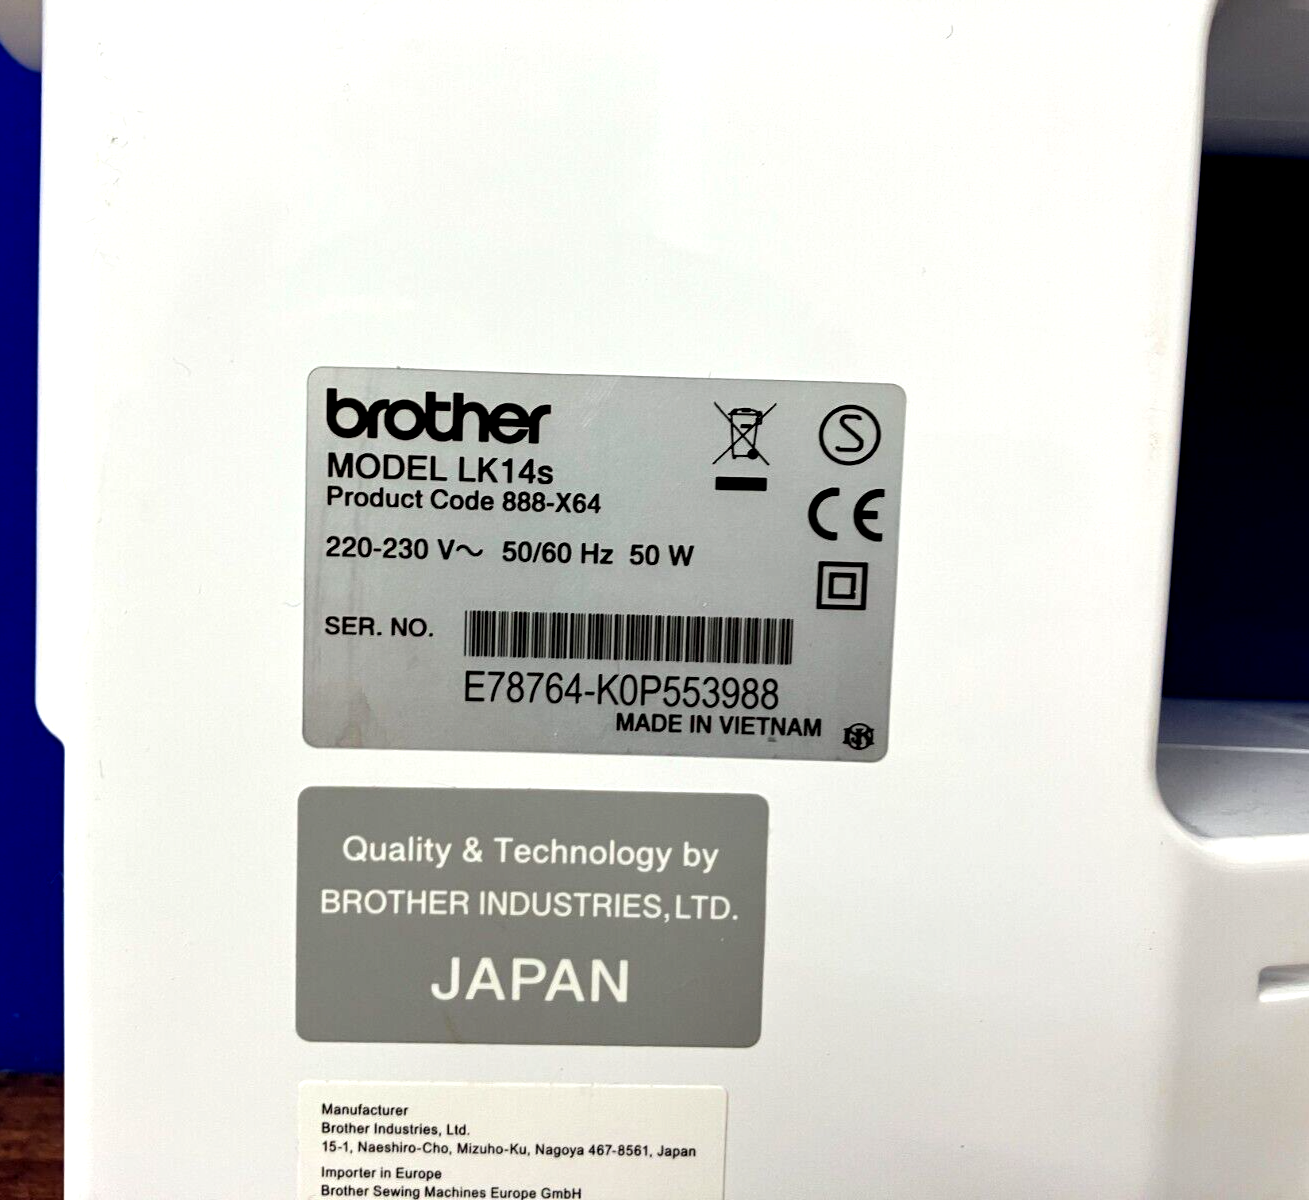 brother
MODEL LK14s
Product Code 888-X64
220-230 V~ 50/60 Hz 50 W
SER. NO.
E78764-K0P553988
MADE IN VIETNAM
S
CE
Quality & Technology by
BROTHER INDUSTRIES, LTD.
JAPAN
Manufacturer
Brother Industries, Ltd.
15-1, Naeshiro-Cho, Mizuho-Ku, Nagoya 467-8561, Japan
Importer in Europe
Brother Sewing Machines Europe GmbH